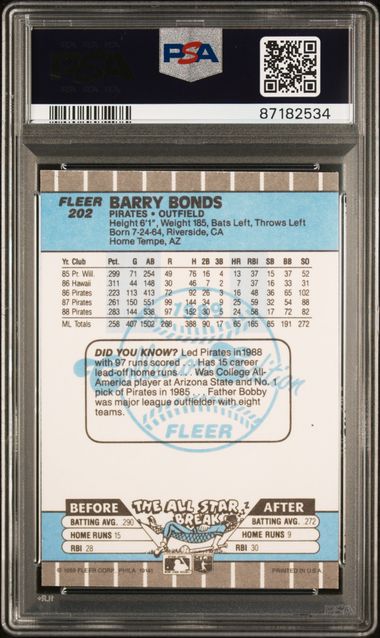 PSA
87182534
FLEER
202
BARRY BONDS
PIRATES • OUTFIELD
Height 6'1", Weight 185, Bats Left, Throws Left
Born 7-24-64, Riverside, CA
Home Tempe, AZ
Yr. Club Pct. G AB R H 2B 3B HR RBI SB BB SO
85 Pr. Wil. .299 71 254 49 76 16 4 13 37 15 37 52
86 Hawaii .311 44 148 30 46 7 2 7 37 16 33 31
86 Pirates .223 113 413 72 92 26 3 16 48 36 65 102
87 Pirates .261 150 551 99 144 34 9 25 59 32 54 88
88 Pirates .283 144 538 97 152 30 5 24 58 17 72 82
ML Totals .258 407 1502 268 388 90 17 65 165 85 191 272
1989
DID YOU KNOW? Led Pirates in 1988
with 97 runs scored . . . Has 15 career
lead-off home runs . . . Was College All-
America player at Arizona State and No. 1
pick of Pirates in 1985 . . . Father Bobby
was major league outfielder with eight
teams.
FLEER
BEFORE THE ALL STAR BREAK AFTER
BATTING AVG. .290 BATTING AVG. .272
HOME RUNS 15 HOME RUNS 9
RBI 28 RBI 30
© 1989 FLEER CORP. PHILA. 19141 PRINTED IN U.S.A.